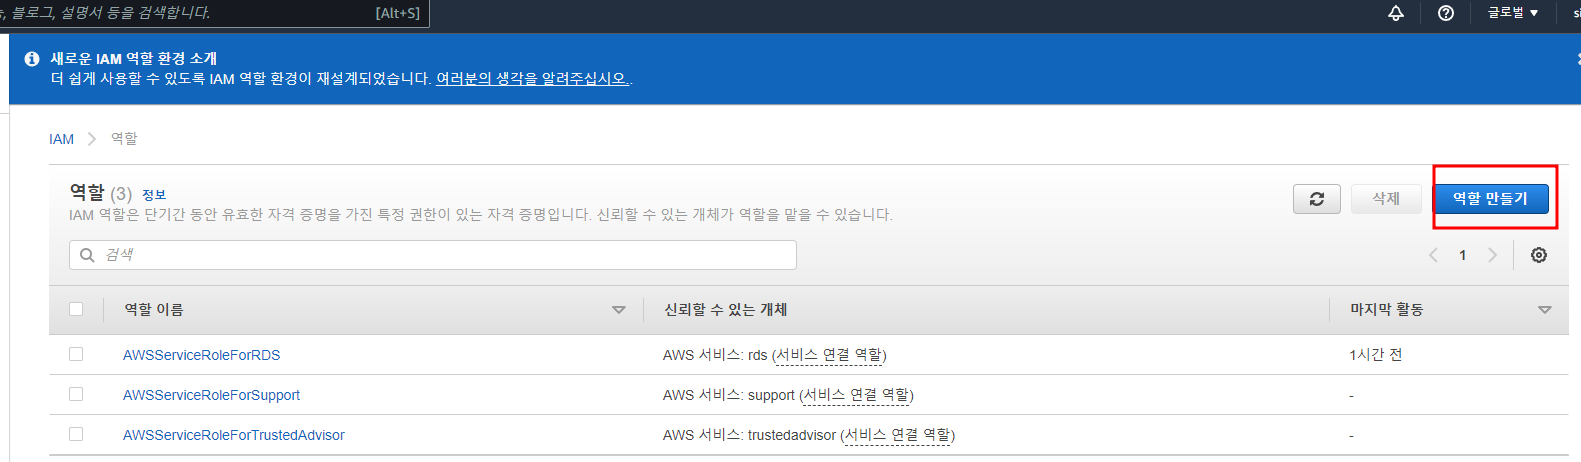 , 블로그, 설명서 등을 검색합니다. [Alt+S] 글로벌 ▼
새로운 IAM 역할 환경 소개
더 쉽게 사용할 수 있도록 IAM 역할 환경이 재설계되었습니다. 여러분의 생각을 알려주십시오..
IAM > 역할
역할 (3) 정보
삭제 역할 만들기
IAM 역할은 단기간 동안 유효한 자격 증명을 가진 특정 권한이 있는 자격 증명입니다. 신뢰할 수 있는 개체가 역할을 맡을 수 있습니다.
검색
< 1 >
역할 이름 신뢰할 수 있는 개체 마지막 활동
AWSServiceRoleForRDS AWS 서비스: rds (서비스 연결 역할) 1시간 전
AWSServiceRoleForSupport AWS 서비스: support (서비스 연결 역할) -
AWSServiceRoleForTrustedAdvisor AWS 서비스: trustedadvisor (서비스 연결 역할) -